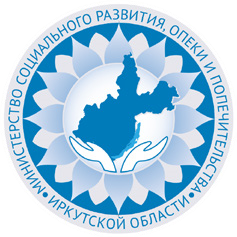 МИНИСТЕРСТВО СОЦИАЛЬНОГО РАЗВИТИЯ, ОПЕКИ И ПОПЕЧИТЕЛЬСТВА
• ИРКУТСКОЙ ОБЛАСТИ •